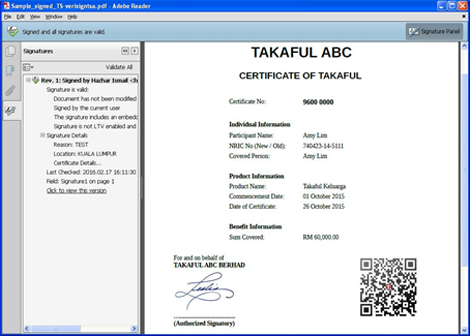 Sample_signed_TS-verisigntsa.pdf - Adobe Reader
File Edit View Window Help
Signed and all signatures are valid.
Signature Panel
Signatures
Validate All
Rev. 1: Signed by Hazhar Ismail <h
Signature is valid:
Document has not been modified
Signed by the current user
The signature includes an embedd
Signature is not LTV enabled and
Signature Details
Reason: TEST
Location: KUALA LUMPUR
Certificate Details...
Last Checked: 2016.02.17 16:11:30
Field: Signature1 on page 1
Click to view this version
TAKAFUL ABC
CERTIFICATE OF TAKAFUL
Certificate No: 9600 0000
Individual Information
Participant Name: Amy Lim
NRIC No (New / Old): 740423-14-5111
Covered Person: Amy Lim
Product Information
Product Name: Takaful Keluarga
Commencement Date: 01 October 2015
Date of Certificate: 26 October 2015
Benefit Information
Sum Covered: RM 60,000.00
For and on behalf of
TAKAFUL ABC BERHAD
Leslie
(Authorized Signatory)